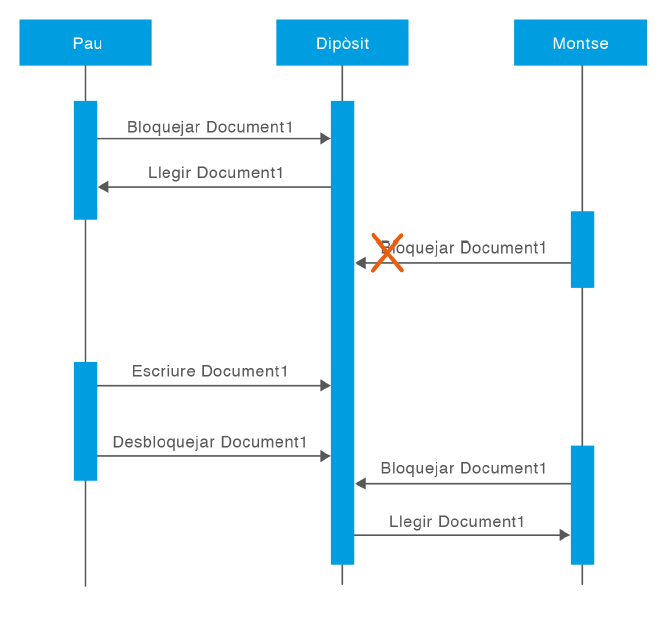 Pau
Dipòsit
Montse
Bloquejar Document1
Llegir Document1
Bloquejar Document1
Escriure Document1
Desbloquejar Document1
Bloquejar Document1
Llegir Document1